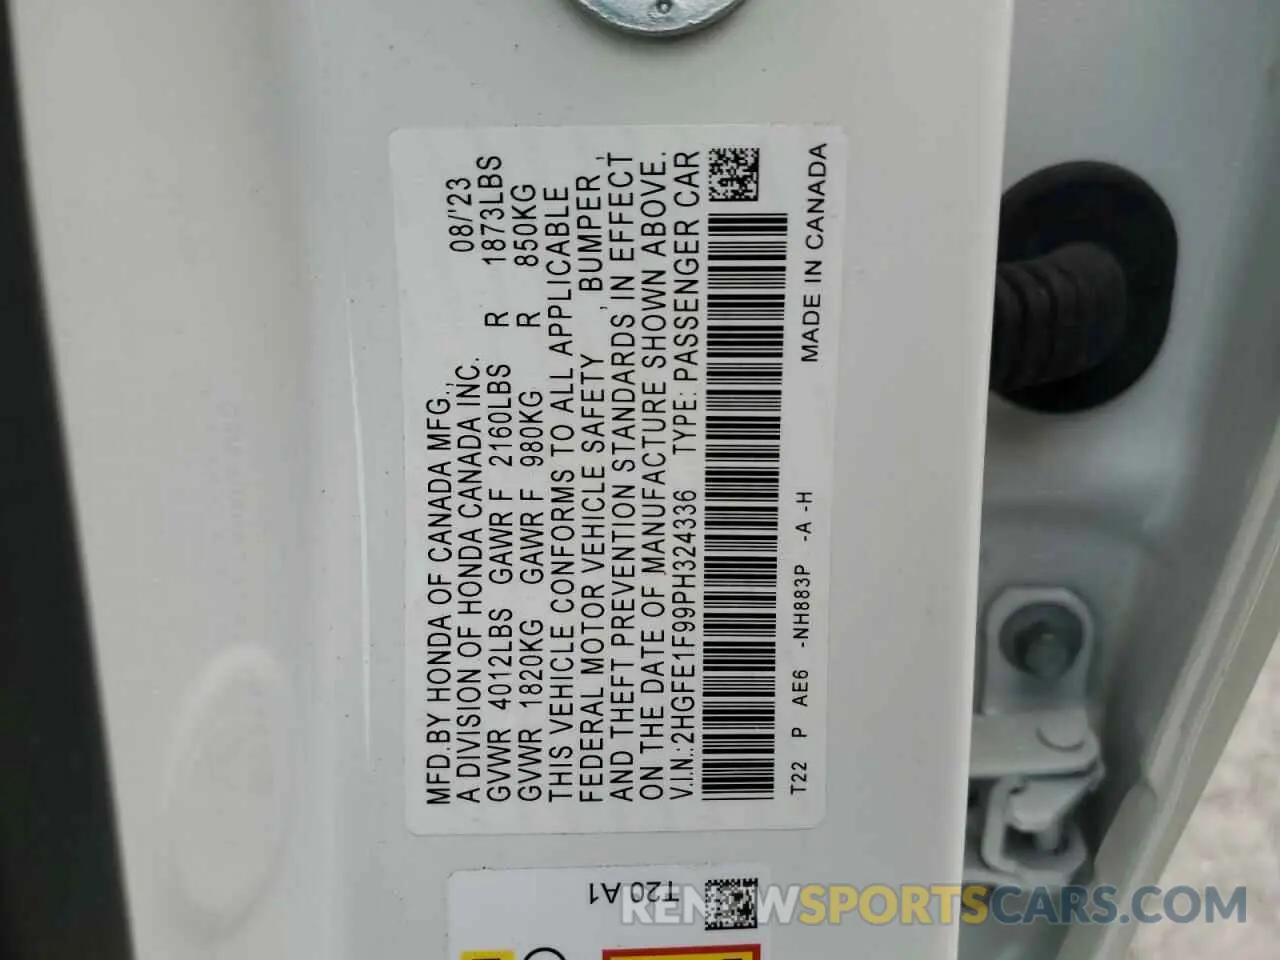 MFD.BY HONDA OF CANADA MFG.,
A DIVISION OF HONDA CANADA INC. 08/'23
GVWR 4012LBS GAWR F 2160LBS R 1873LBS
GVWR 1820KG GAWR F 980KG R 850KG
THIS VEHICLE CONFORMS TO ALL APPLICABLE
FEDERAL MOTOR VEHICLE SAFETY, BUMPER,
AND THEFT PREVENTION STANDARDS, IN EFFECT
ON THE DATE OF MANUFACTURE SHOWN ABOVE.
V.I.N.:2HGFE1F99PH324336 TYPE: PASSENGER CAR
T22 P AE6 -NH883P -A -H MADE IN CANADA
T20 A1
RENEWSPORTSCARS.COM